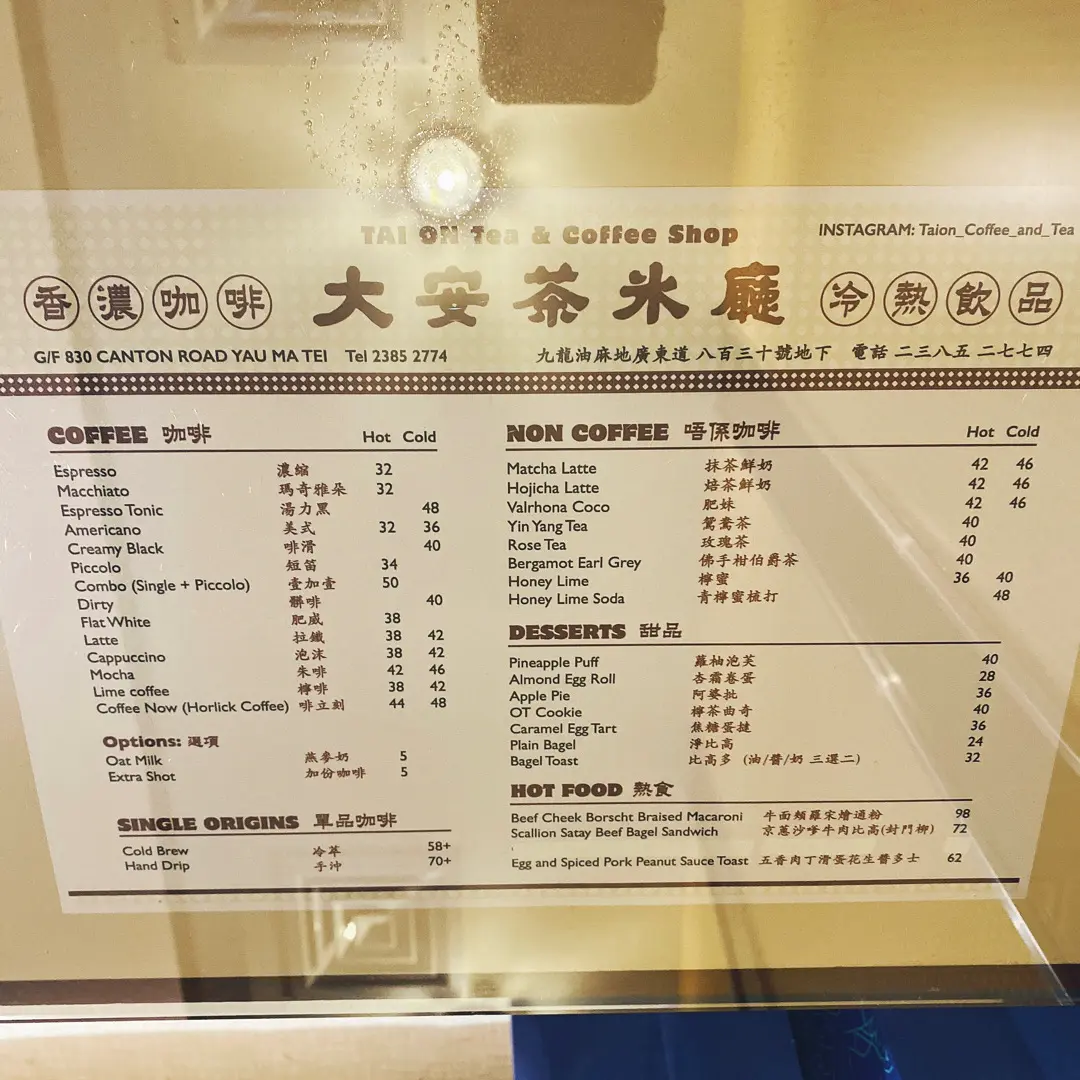 TAI ON Tea & Coffee Shop
INSTAGRAM: Taion_Coffee_and_Tea
香濃咖啡 大安茶氷廳 冷熱飲品
G/F 830 CANTON ROAD YAU MA TEI Tel 2385 2774
九龍油麻地廣東道 八百三十號地下 電話 二三八五 二七七四
COFFEE 咖啡 Hot Cold
Espresso 濃縮 32
Macchiato 瑪奇雅朵 32
Espresso Tonic 湯力黑 48
Americano 美式 32 36
Creamy Black 啡滑 40
Piccolo 短笛 34
Combo (Single + Piccolo) 壹加壹 50
Dirty 髒啡 40
Flat White 肥威 38
Latte 拉鐵 38 42
Cappuccino 泡沫 38 42
Mocha 朱啡 42 46
Lime coffee 檸啡 38 42
Coffee Now (Horlick Coffee) 啡立刻 44 48
Options: 選項
Oat Milk 燕麥奶 5
Extra Shot 加份咖啡 5
SINGLE ORIGINS 單品咖啡
Cold Brew 冷萃 58+
Hand Drip 手沖 70+
NON COFFEE 唔係咖啡 Hot Cold
Matcha Latte 抹茶鮮奶 42 46
Hojicha Latte 焙茶鮮奶 42 46
Valrhona Coco 肥妹 42 46
Yin Yang Tea 鴛鴦茶 40
Rose Tea 玫瑰茶 40
Bergamot Earl Grey 佛手柑伯爵茶 40
Honey Lime 檸蜜 36 40
Honey Lime Soda 青檸蜜梳打 48
DESSERTS 甜品
Pineapple Puff 蘿柚泡芙 40
Almond Egg Roll 杏霜卷蛋 28
Apple Pie 阿婆批 36
OT Cookie 檸茶曲奇 40
Caramel Egg Tart 焦糖蛋撻 36
Plain Bagel 淨比高 24
Bagel Toast 比高多 (油/醬/奶 三選二) 32
HOT FOOD 熱食
Beef Cheek Borscht Braised Macaroni 牛面頰羅宋燴通粉 98
Scallion Satay Beef Bagel Sandwich 京蔥沙嗲牛肉比高(封門柳) 72
Egg and Spiced Pork Peanut Sauce Toast 五香肉丁滑蛋花生醬多士 62